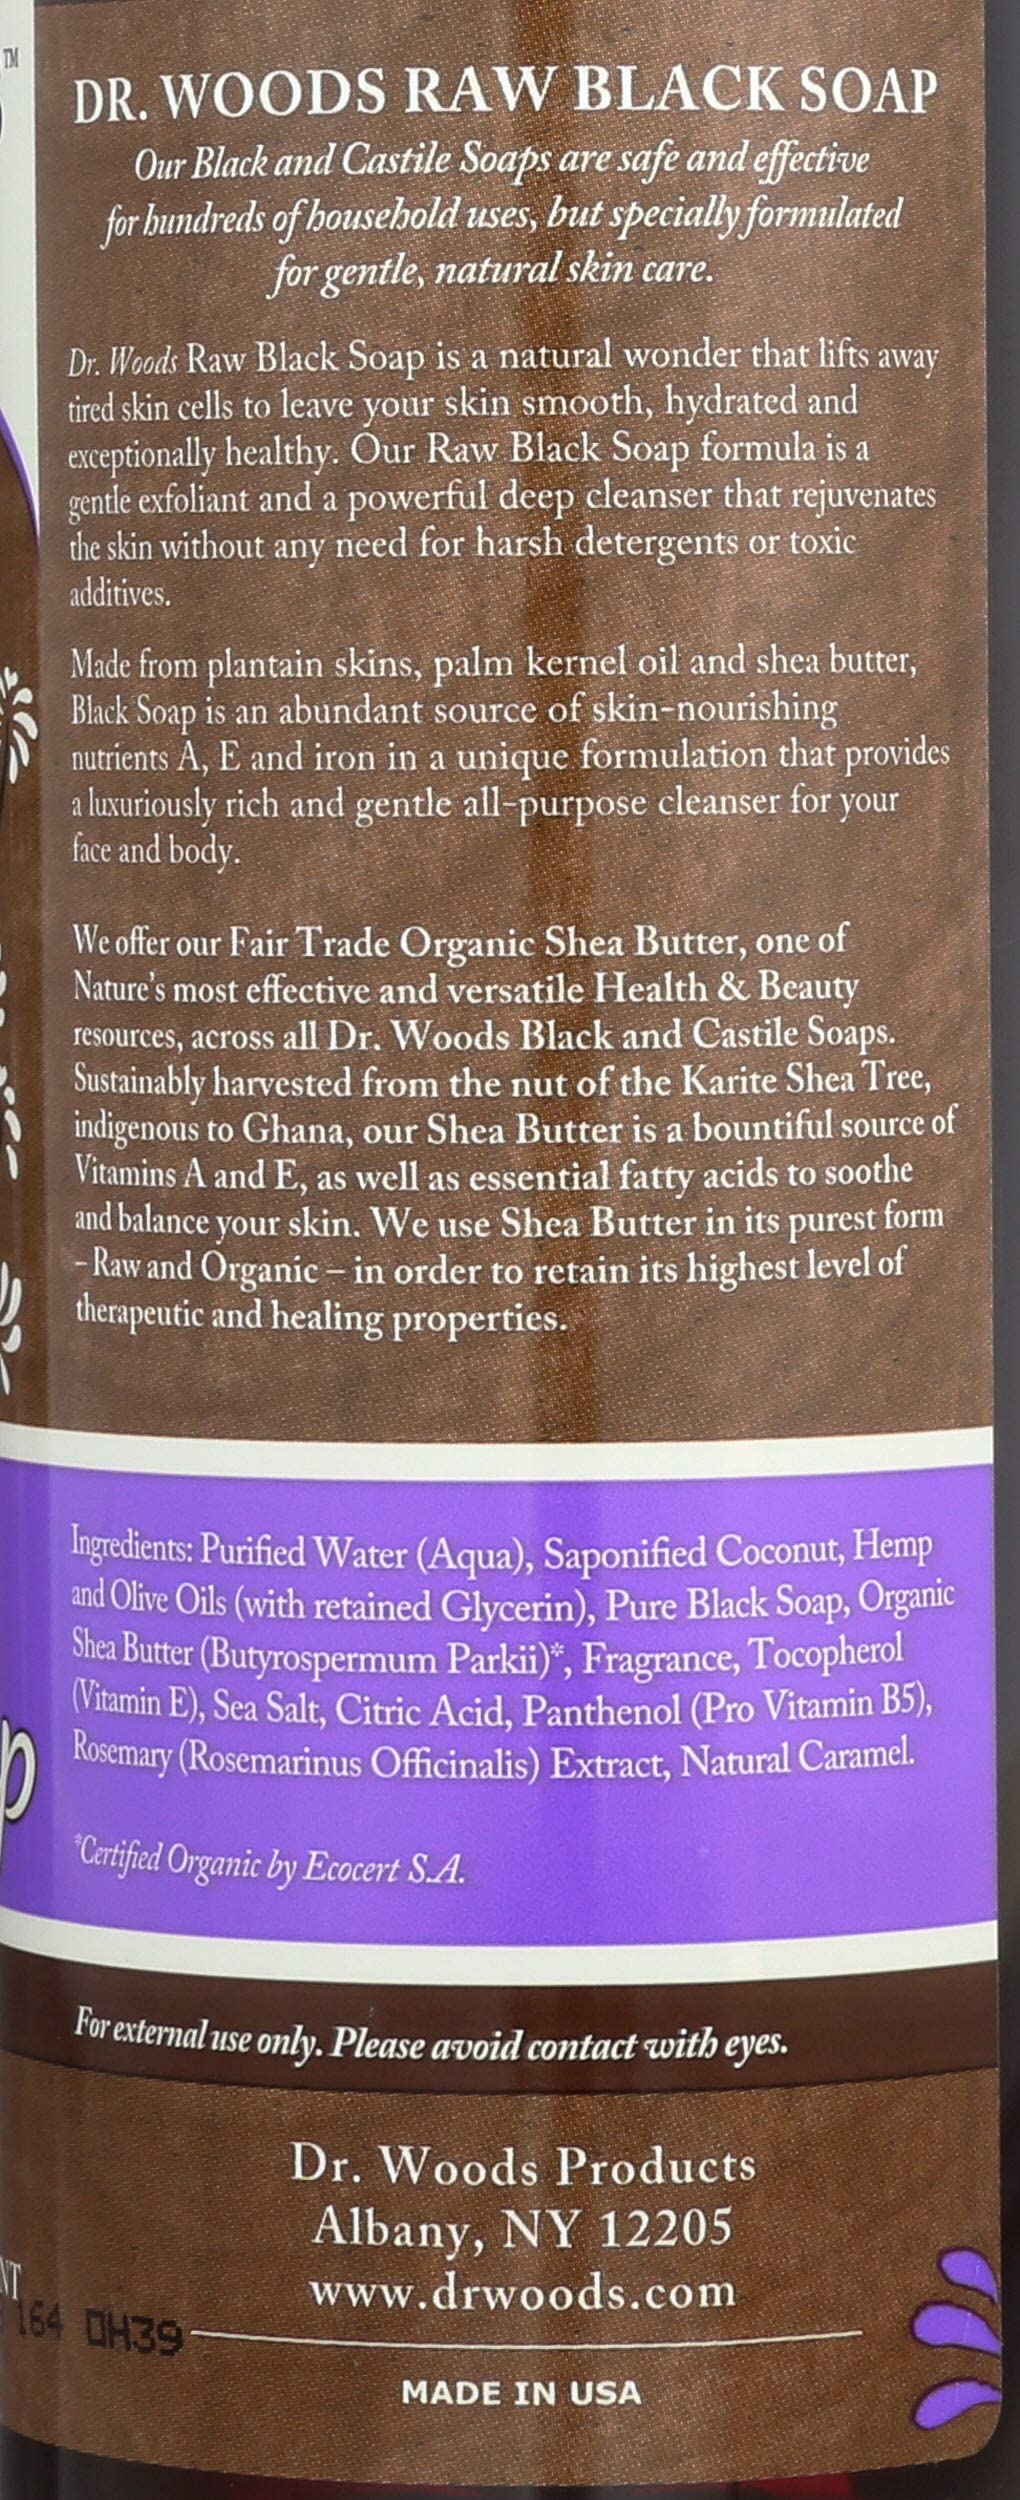 TM
DR. WOODS RAW BLACK SOAP
Our Black and Castile Soaps are safe and effective
for hundreds of household uses, but specially formulated
for gentle, natural skin care.
Dr. Woods Raw Black Soap is a natural wonder that lifts away
tired skin cells to leave your skin smooth, hydrated and
exceptionally healthy. Our Raw Black Soap formula is a
gentle exfoliant and a powerful deep cleanser that rejuvenates
the skin without any need for harsh detergents or toxic
additives.
Made from plantain skins, palm kernel oil and shea butter,
Black Soap is an abundant source of skin-nourishing
nutrients A, E and iron in a unique formulation that provides
a luxuriously rich and gentle all-purpose cleanser for your
face and body.
We offer our Fair Trade Organic Shea Butter, one of
Nature's most effective and versatile Health & Beauty
resources, across all Dr. Woods Black and Castile Soaps.
Sustainably harvested from the nut of the Karite Shea Tree,
indigenous to Ghana, our Shea Butter is a bountiful source of
Vitamins A and E, as well as essential fatty acids to soothe
and balance your skin. We use Shea Butter in its purest form
– Raw and Organic – in order to retain its highest level of
therapeutic and healing properties.
Ingredients: Purified Water (Aqua), Saponified Coconut, Hemp
and Olive Oils (with retained Glycerin), Pure Black Soap, Organic
Shea Butter (Butyrospermum Parkii)*, Fragrance, Tocopherol
(Vitamin E), Sea Salt, Citric Acid, Panthenol (Pro Vitamin B5),
Rosemary (Rosemarinus Officinalis) Extract, Natural Caramel.
*Certified Organic by Ecocert S.A.
For external use only. Please avoid contact with eyes.
Dr. Woods Products
Albany, NY 12205
www.drwoods.com
164 0H39
MADE IN USA